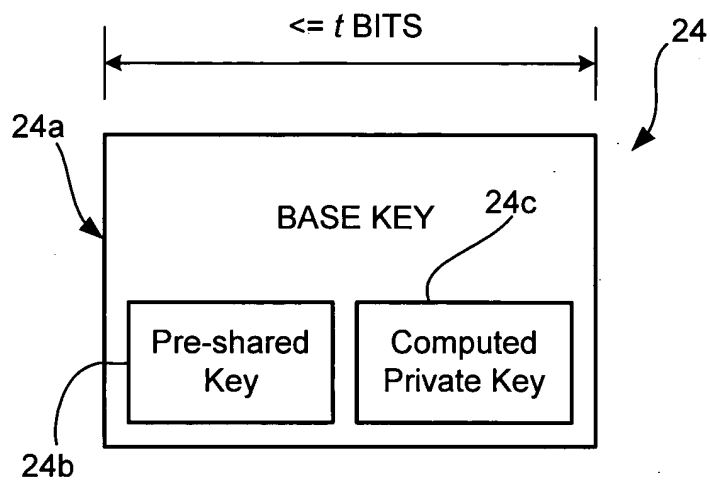 <= t BITS
24
24a
24c
BASE KEY
Pre-shared
Key
Computed
Private Key
24b